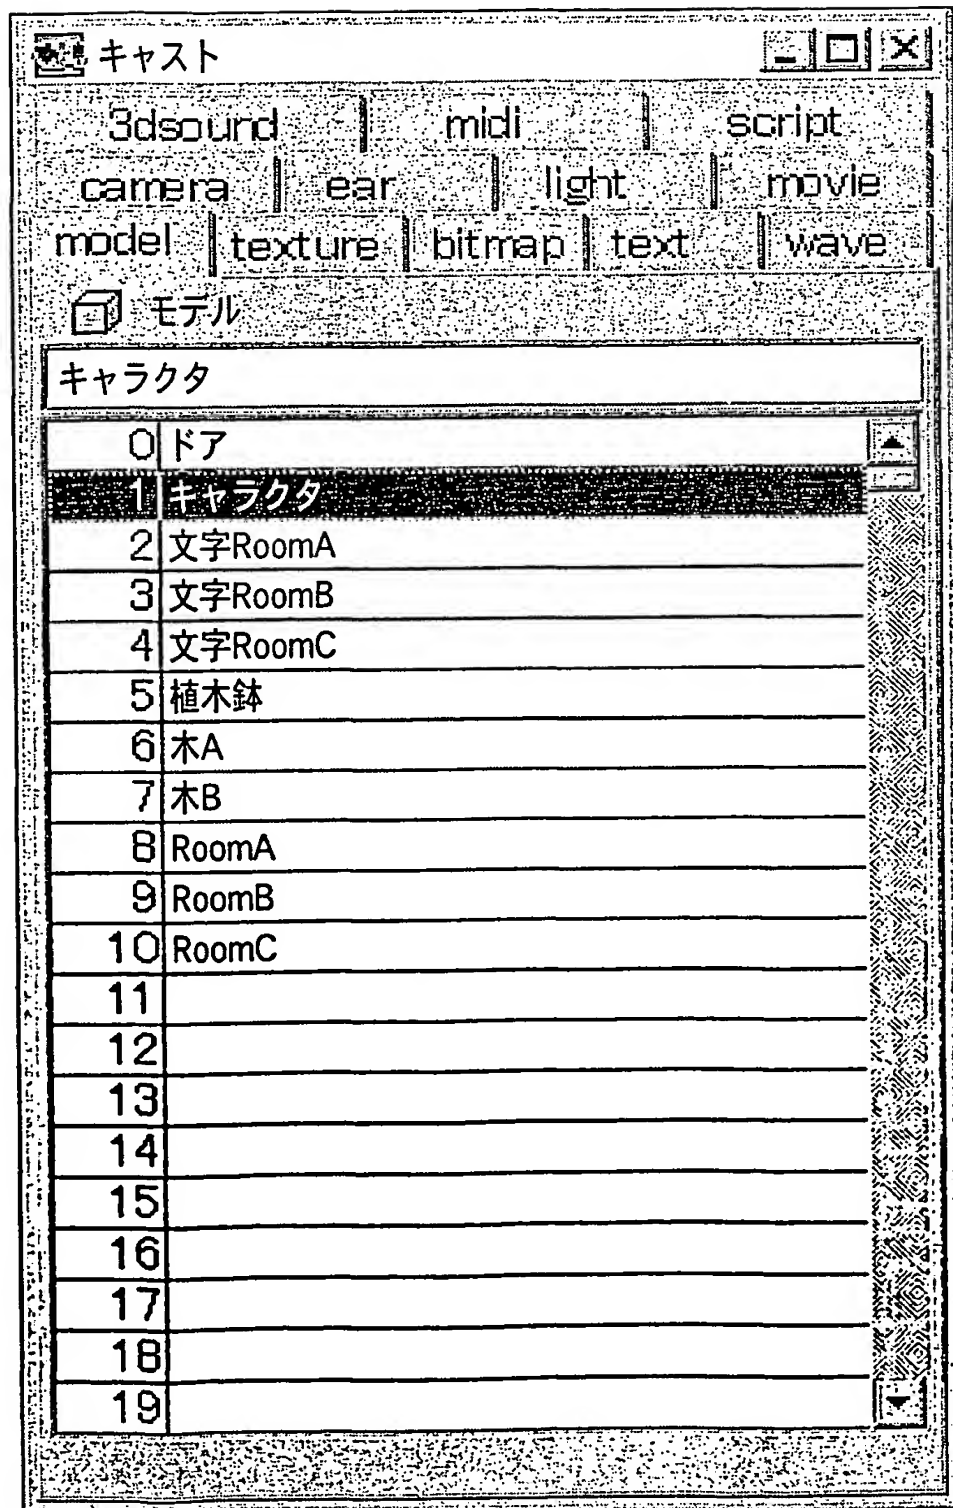 キャスト
3dsound midi script
camera ear light movie
model texture bitmap text wave
モデル
キャラクタ
0 ドア
1 キャラクタ
2 文字RoomA
3 文字RoomB
4 文字RoomC
5 植木鉢
6 木A
7 木B
8 RoomA
9 RoomB
10 RoomC
11
12
13
14
15
16
17
18
19